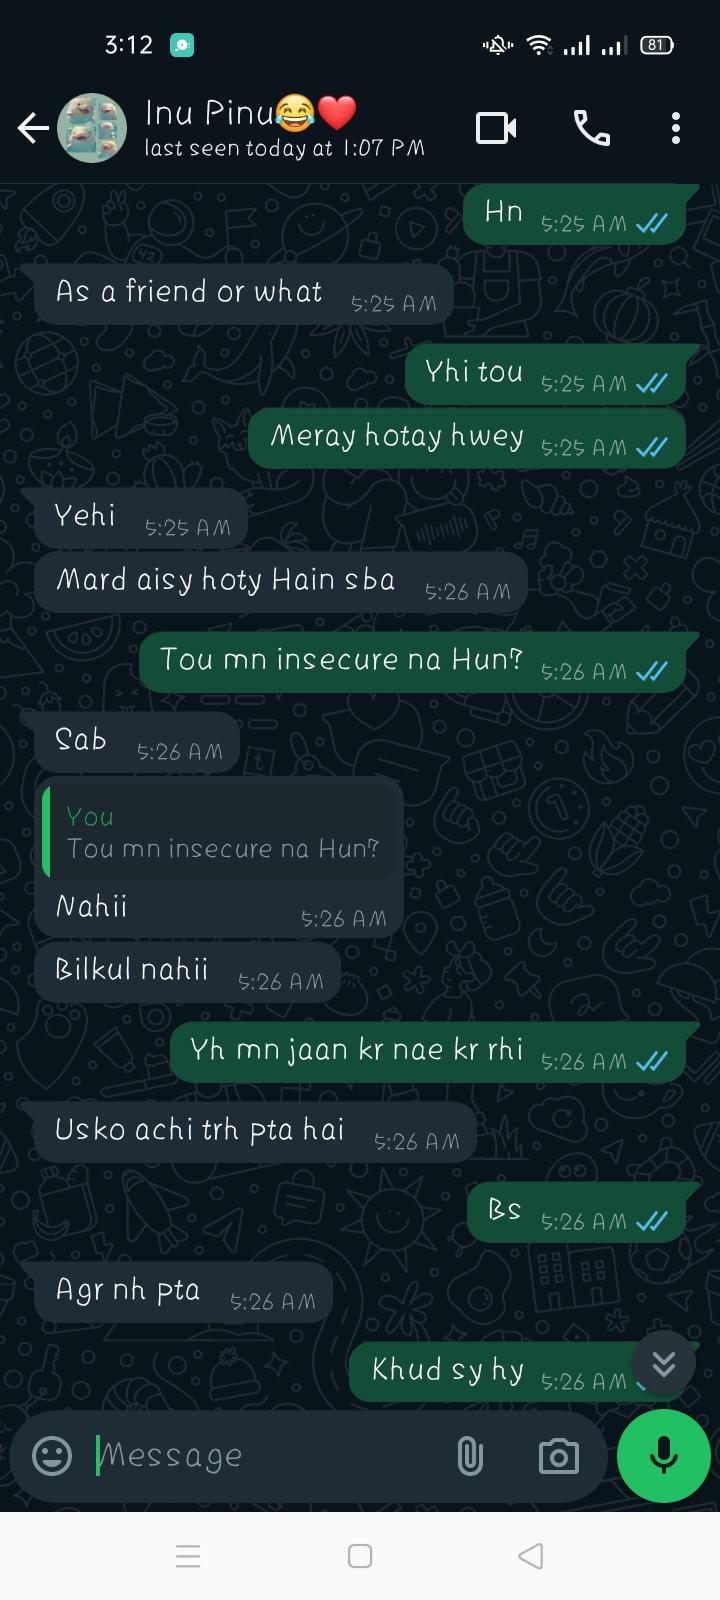 3:12
81
Inu Pinu😂❤️
last seen today at 1:07 PM
Hn 5:25 AM
As a friend or what 5:25 AM
Yhi tou 5:25 AM
Meray hotay hwey 5:25 AM
Yehi 5:25 AM
Mard aisy hoty Hain sba 5:26 AM
Tou mn insecure na Hun? 5:26 AM
Sab 5:26 AM
You
Tou mn insecure na Hun?
Nahii 5:26 AM
Bilkul nahii 5:26 AM
Yh mn jaan kr nae kr rhi 5:26 AM
Usko achi trh pta hai 5:26 AM
Bs 5:26 AM
Agr nh pta 5:26 AM
Khud sy hy 5:26 AM
Message